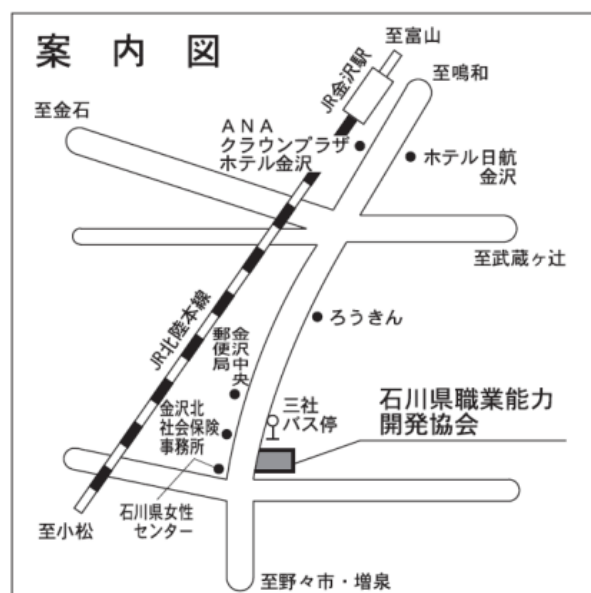 案内図
至富山
JR金沢駅
至鳴和
至金石
ANA
クラウンプラザ
ホテル金沢
ホテル日航
金沢
至武蔵ヶ辻
ろうきん
JR北陸本線
金沢中央
郵便局
金沢北
社会保険
事務所
三社
バス停
石川県職業能力
開発協会
石川県女性
センター
至小松
至野々市・増泉